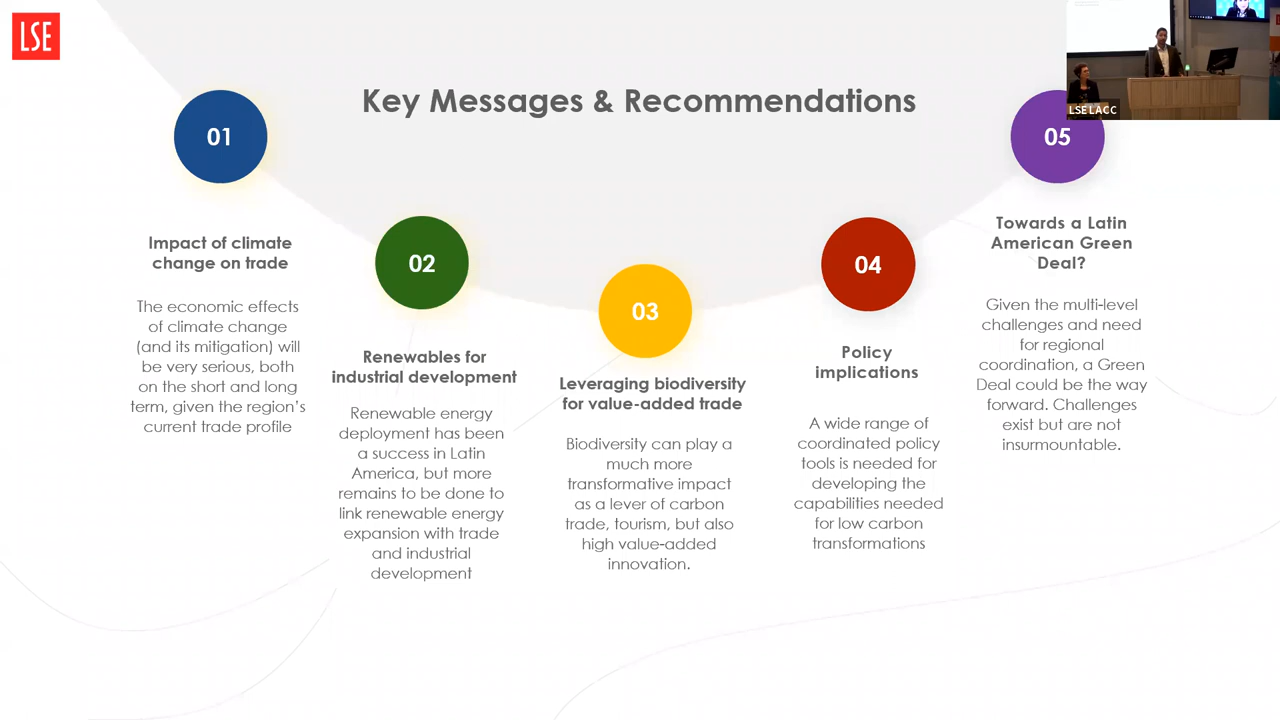 LSE
Key Messages & Recommendations
01
Impact of climate
change on trade
The economic effects
of climate change
(and its mitigation) will
be very serious, both
on the short and long
term, given the region's
current trade profile
02
Renewables for
industrial development
Renewable energy
deployment has been
a success in Latin
America, but more
remains to be done to
link renewable energy
expansion with trade
and industrial
development
03
Leveraging biodiversity
for value-added trade
Biodiversity can play a
much more
transformative impact
as a lever of carbon
trade, tourism, but also
high value-added
innovation.
04
Policy
implications
A wide range of
coordinated policy
tools is needed for
developing the
capabilities needed
for low carbon
transformations
05
Towards a Latin
American Green
Deal?
Given the multi-level
challenges and need
for regional
coordination, a Green
Deal could be the way
forward. Challenges
exist but are not
insurmountable.
LSE LACC